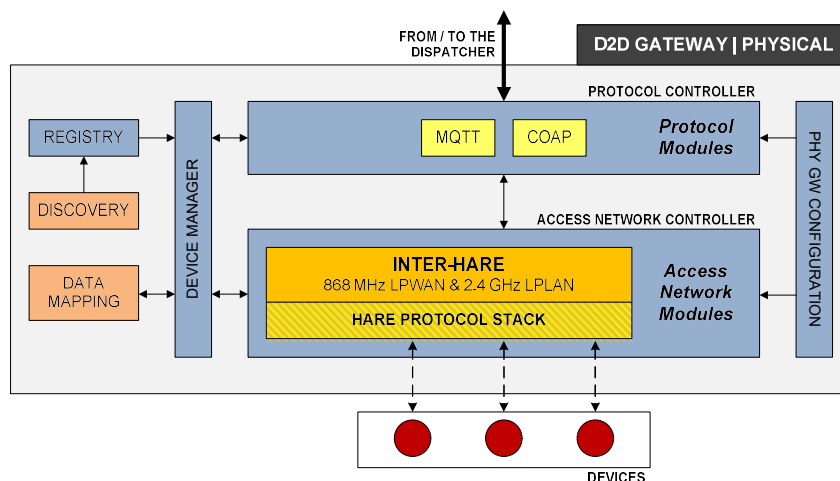 FROM / TO THE
DISPATCHER
D2D GATEWAY | PHYSICAL
PROTOCOL CONTROLLER
REGISTRY
MQTT
COAP
Protocol
Modules
DISCOVERY
DEVICE MANAGER
PHY GW CONFIGURATION
ACCESS NETWORK CONTROLLER
INTER-HARE
868 MHz LPWAN & 2.4 GHz LPLAN
HARE PROTOCOL STACK
Access
Network
Modules
DATA
MAPPING
DEVICES